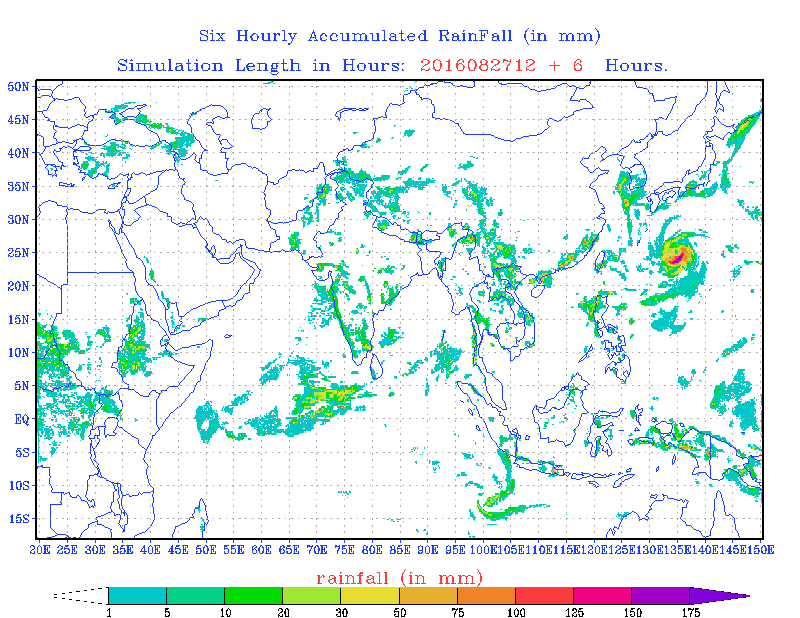 Six Hourly Accumulated RainFall (in mm)
Simulation Length in Hours: 2016082712 + 6 Hours.
50N
45N
40N
35N
30N
25N
20N
15N
10N
5N
EQ
5S
10S
15S
20E 25E 30E 35E 40E 45E 50E 55E 60E 65E 70E 75E 80E 85E 90E 95E 100E 105E 110E 115E 120E 125E 130E 135E 140E 145E 150E
rainfall (in mm)
1 5 10 20 30 50 75 100 125 150 175